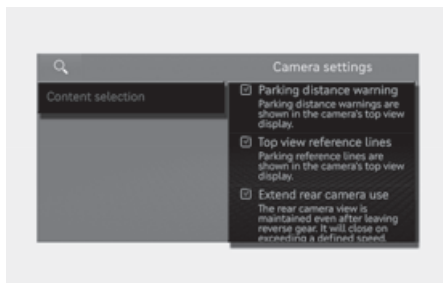 Camera settings
Content selection
Parking distance warning
Parking distance warnings are
shown in the camera's top view
display.
Top view reference lines
Parking reference lines are
shown in the camera's top view
display.
Extend rear camera use
The rear camera view is
maintained even after leaving
reverse gear. It will close on
exceeding a defined speed.